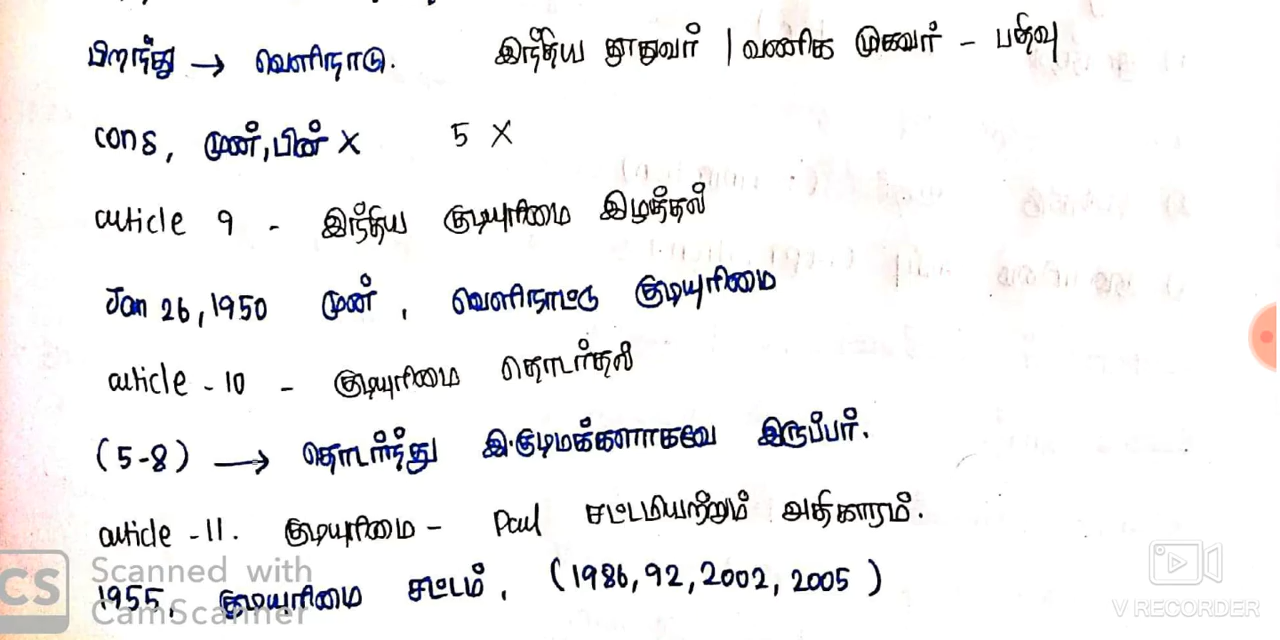 பிறந்து → வெளிநாடு. இந்திய தூதுவர் | வணிக முகவர் – பதிவு
cons, முன்,பின் X 5 X
article 9 - இந்திய குடியுரிமை இழத்தல்
Jan 26,1950 முன் , வெளிநாட்டு குடியுரிமை
article - 10 - குடியுரிமை தொடர்தல்
(5-8) → தொடர்ந்து இ.குடிமக்களாகவே இருப்பர்.
article -11. குடியுரிமை – Parl சட்டமியற்றும் அதிகாரம்.
1955, குடியுரிமை சட்டம் , (1986,92,2002,2005)
CS Scanned with CamScanner
V RECORDER